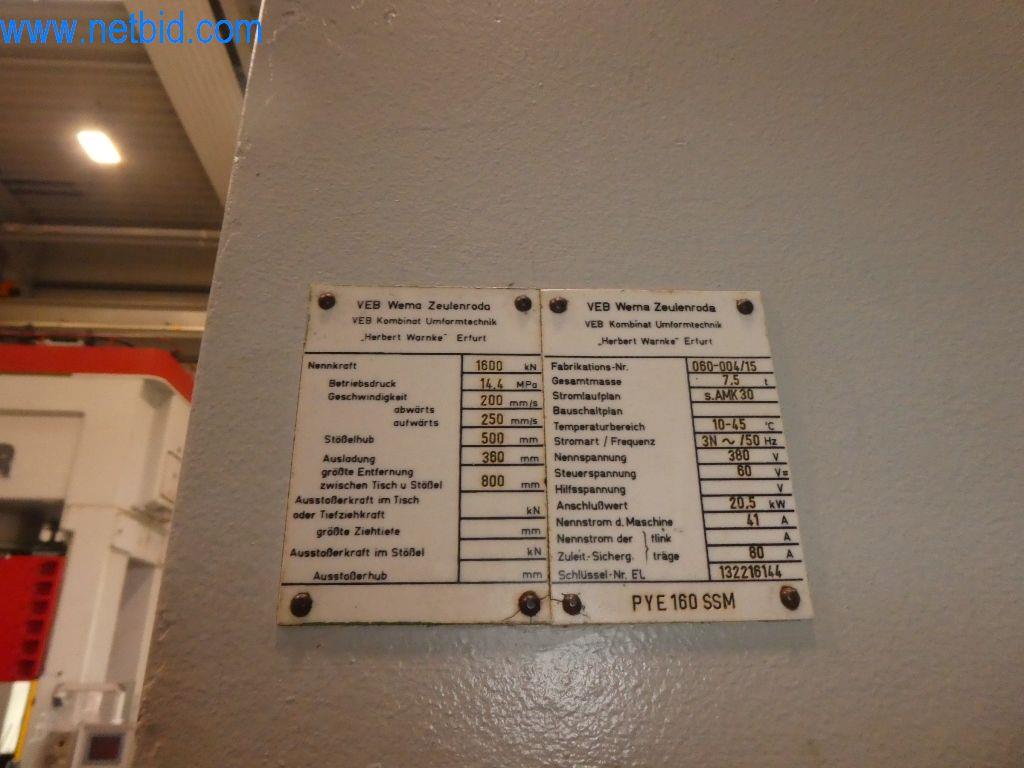 www.netbid.com
VEB Wema Zeulenroda
VEB Kombinat Umformtechnik
„Herbert Warnke" Erfurt
Nennkraft 1600 kN
Betriebsdruck 14.4 MPa
Geschwindigkeit 200 mm/s
abwärts
aufwärts 250 mm/s
Stößelhub 500 mm
Ausladung 360 mm
größte Entfernung
zwischen Tisch u Stößel 800 mm
Ausstoßerkraft im Tisch
oder Tiefziehkraft kN
größte Ziehtiefe mm
Ausstoßerkraft im Stößel kN
Ausstoßerhub mm
VEB Wema Zeulenroda
VEB Kombinat Umformtechnik
„Herbert Warnke" Erfurt
Fabrikations-Nr. 060-004/15
Gesamtmasse 7.5 t
Stromlaufplan s.AMK 30
Bauschaltplan
Temperaturbereich 10-45 °C
Stromart / Frequenz 3N ~ /50 Hz
Nennspannung 380 V
Steuerspannung 60 V=
Hilfsspannung V
Anschlußwert 20.5 kW
Nennstrom d. Maschine 41 A
Nennstrom der flink A
Zuleit.-Sicherg. träge 80 A
Schlüssel-Nr. EL 132216144
PYE 160 SSM